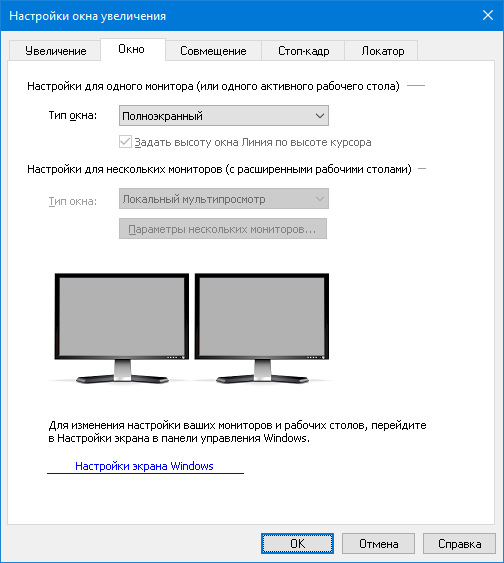 Настройки окна увеличения
Увеличение Окно Совмещение Стоп-кадр Локатор
Настройки для одного монитора (или одного активного рабочего стола)
Тип окна: Полноэкранный
Задать высоту окна Линия по высоте курсора
Настройки для нескольких мониторов (с расширенными рабочими столами)
Тип окна: Локальный мультипросмотр
Параметры нескольких мониторов...
Для изменения настройки ваших мониторов и рабочих столов, перейдите
в Настройки экрана в панели управления Windows.
Настройки экрана Windows
OK Отмена Справка